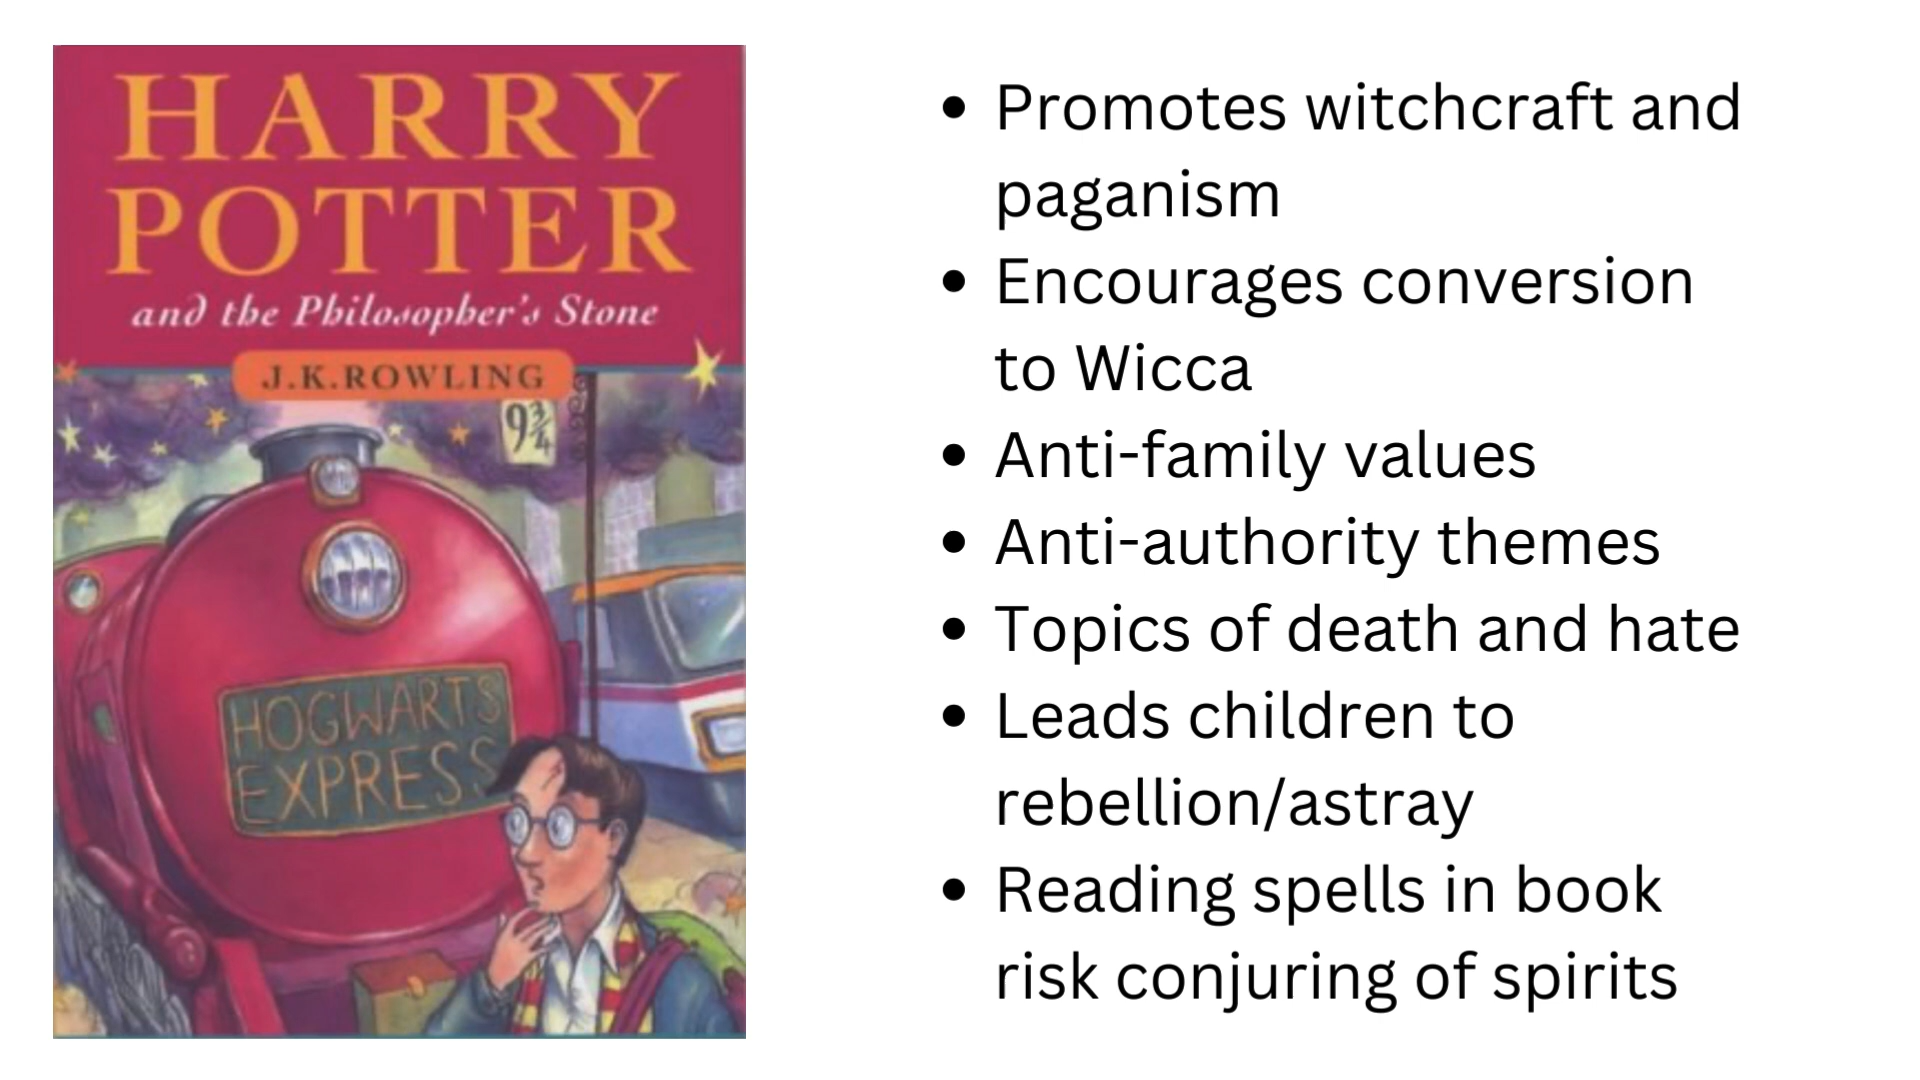 HARRY
POTTER
and the Philosopher's Stone
J.K.ROWLING
9¾
HOGWARTS
EXPRESS
• Promotes witchcraft and
paganism
• Encourages conversion
to Wicca
• Anti-family values
• Anti-authority themes
• Topics of death and hate
• Leads children to
rebellion/astray
• Reading spells in book
risk conjuring of spirits